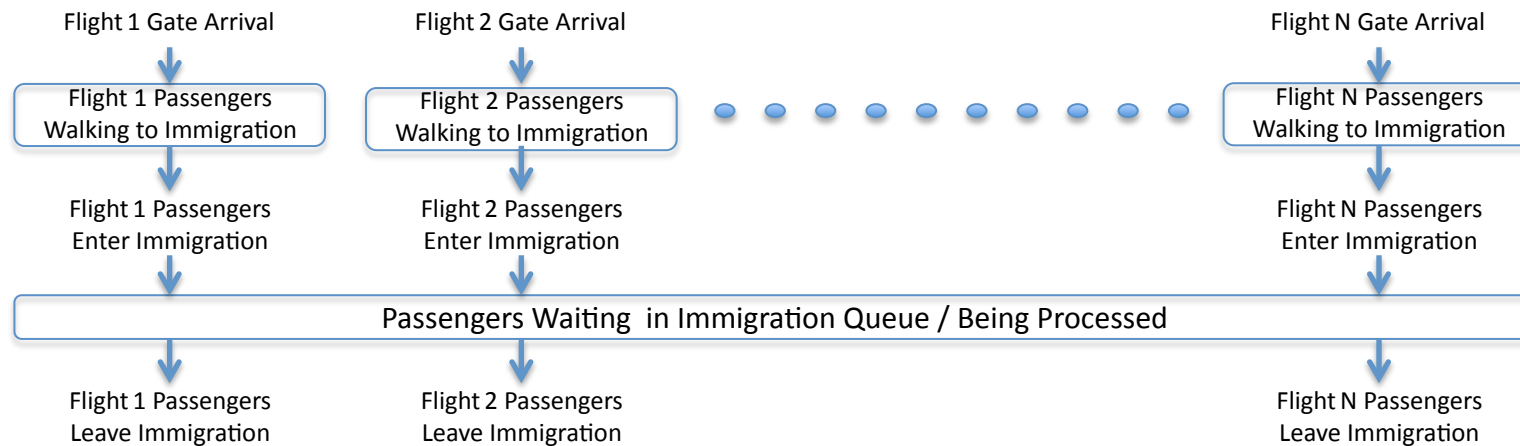 Flight 1 Gate Arrival
Flight 2 Gate Arrival
Flight N Gate Arrival
Flight 1 Passengers
Walking to Immigration
Flight 2 Passengers
Walking to Immigration
Flight N Passengers
Walking to Immigration
Flight 1 Passengers
Enter Immigration
Flight 2 Passengers
Enter Immigration
Flight N Passengers
Enter Immigration
Passengers Waiting in Immigration Queue / Being Processed
Flight 1 Passengers
Leave Immigration
Flight 2 Passengers
Leave Immigration
Flight N Passengers
Leave Immigration